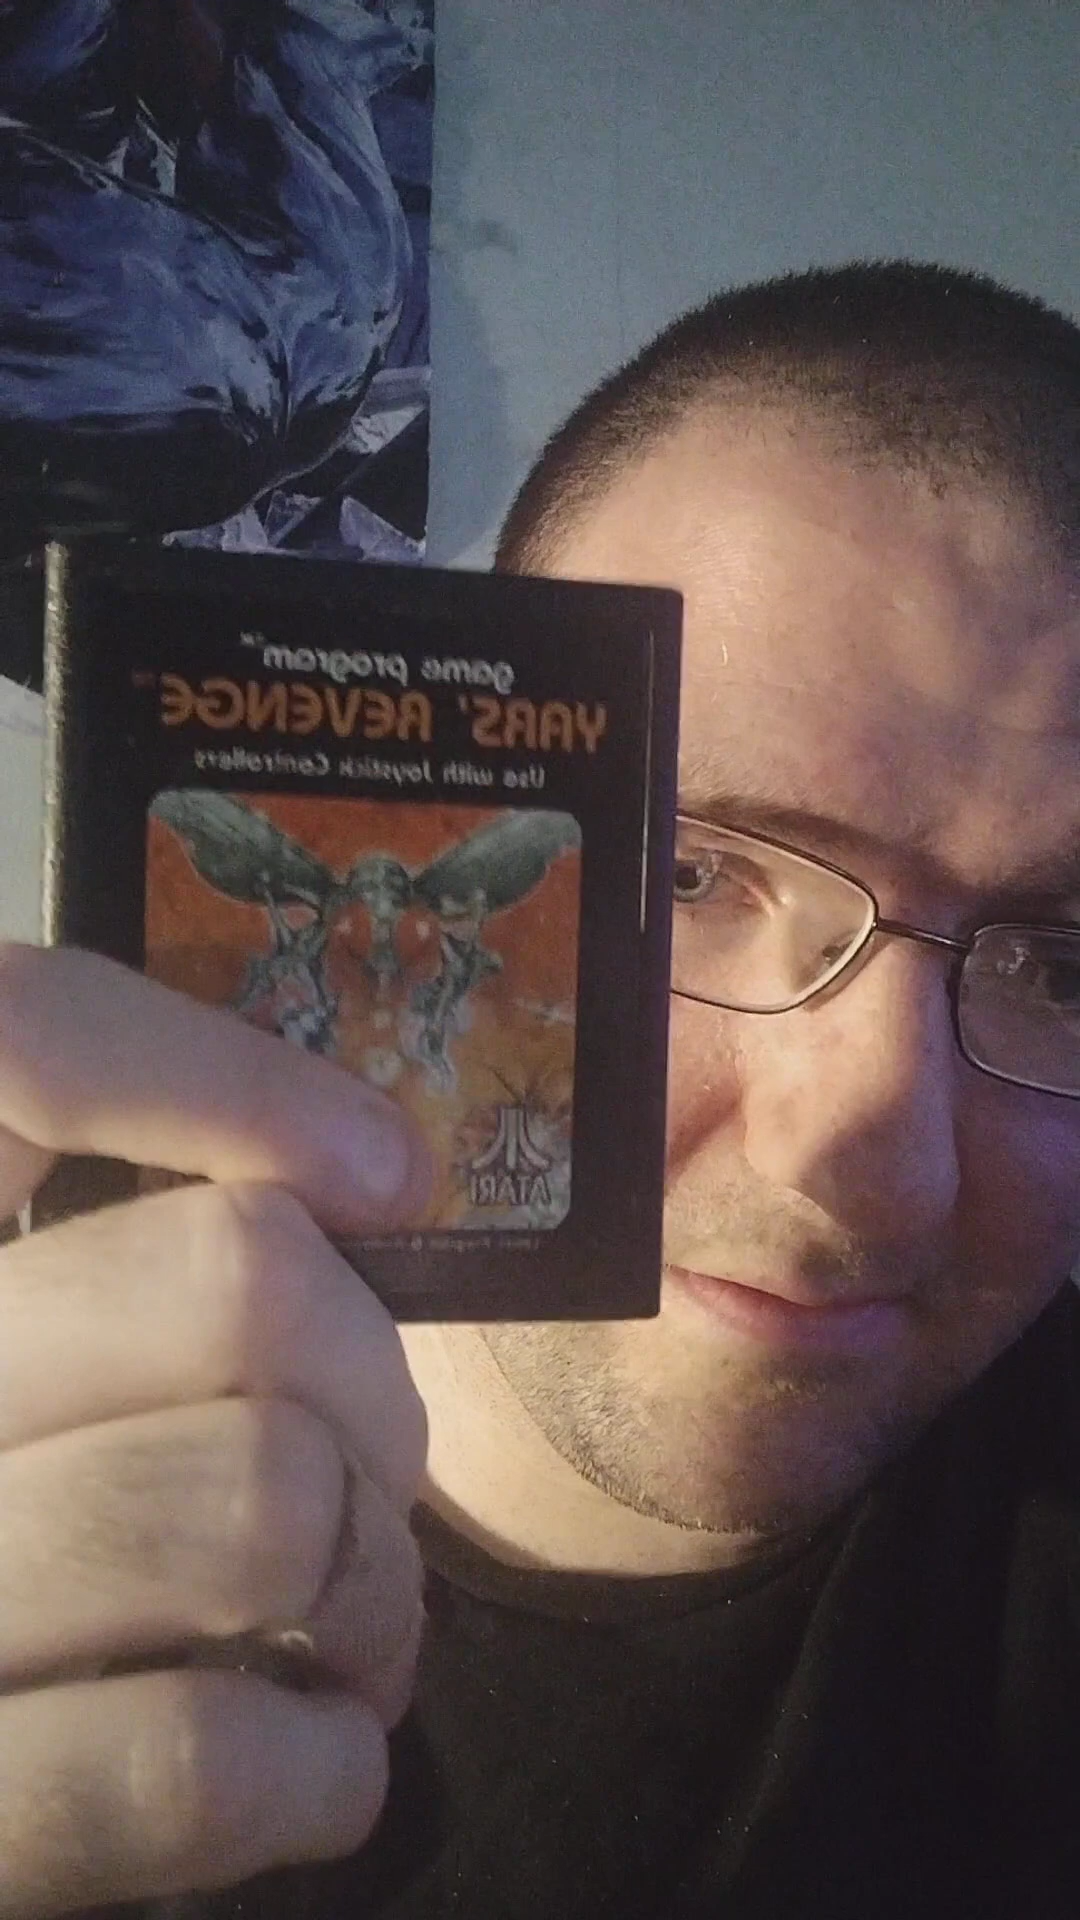 game program™
YARS' REVENGE™
Use with Joystick Controllers
ATARI